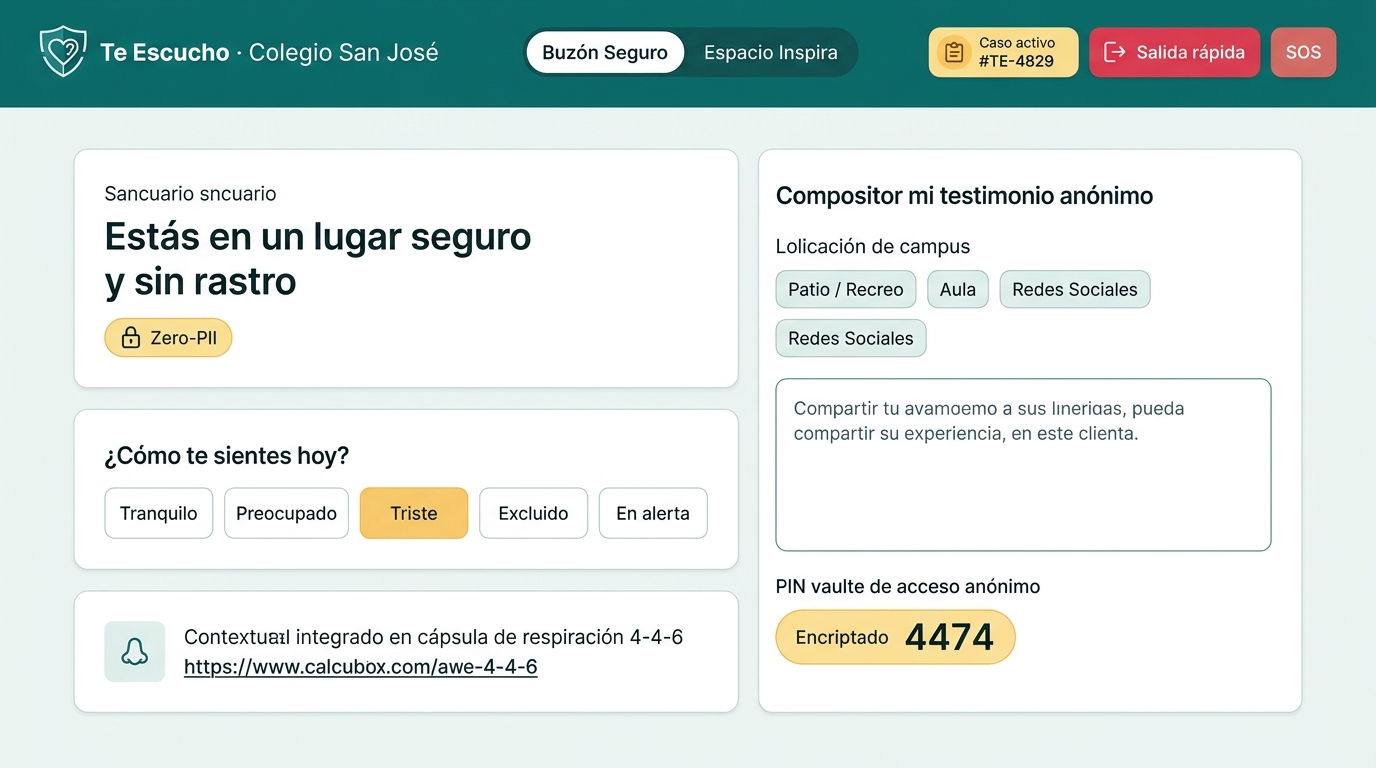 Te Escucho · Colegio San José
Buzón Seguro
Espacio Inspira
Caso activo
#TE-4829
Salida rápida
SOS
Sancuario sncuario
Estás en un lugar seguro
y sin rastro
Zero-PII
¿Cómo te sientes hoy?
Tranquilo
Preocupado
Triste
Excluido
En alerta
integrado en cápsula de respiración 4-4-6
https://www.calcubox.com/awe-4-4-6
Compositor mi testimonio anónimo
Lolicación de campus
Patio / Recreo
Aula
Redes Sociales
Redes Sociales
Compartir tu a sus pueda
compartir su experiencia, en este clienta.
PIN vaulte de acceso anónimo
Encriptado 4474